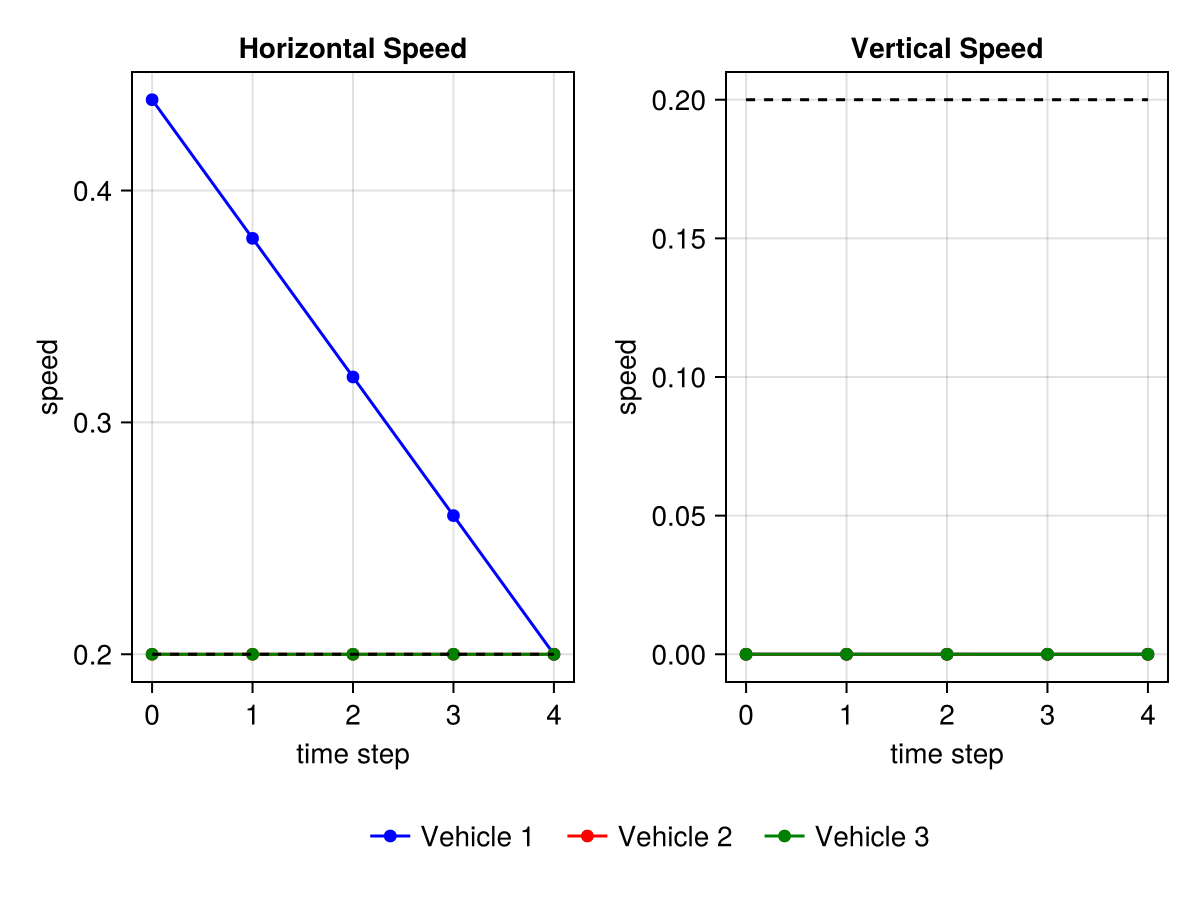 Horizontal Speed
0.4
0.3
0.2
speed
0 1 2 3 4
time step
Vertical Speed
0.20
0.15
0.10
0.05
0.00
speed
0 1 2 3 4
time step
Vehicle 1 Vehicle 2 Vehicle 3